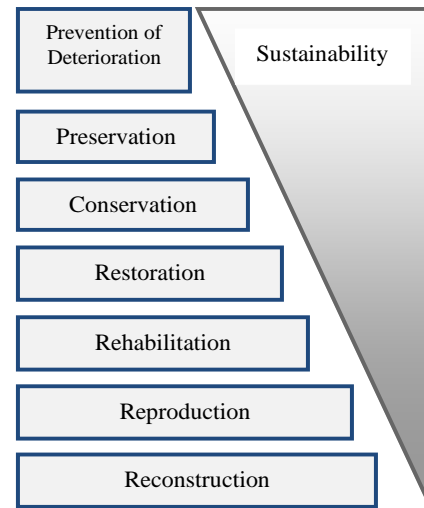 Prevention of
Deterioration
Sustainability
Preservation
Conservation
Restoration
Rehabilitation
Reproduction
Reconstruction